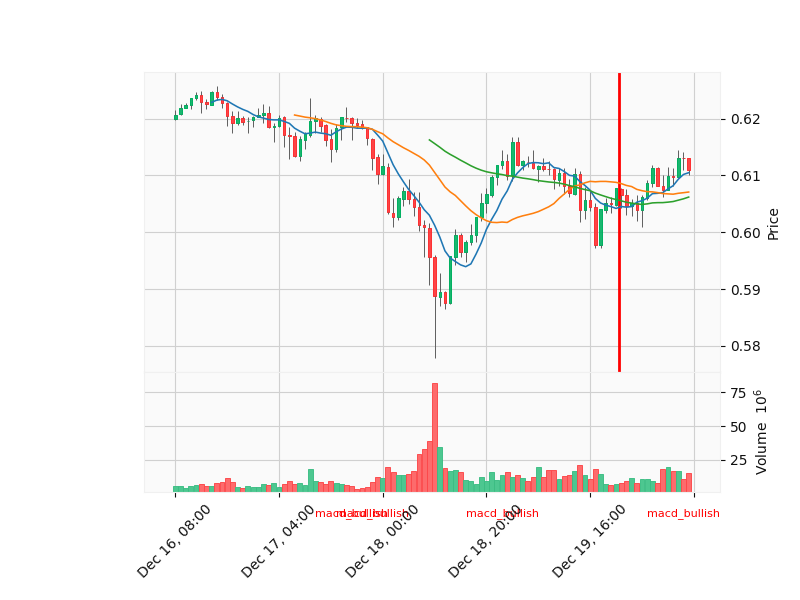 0.62
0.61
0.60
0.59
0.58
Price
75
50
25
Volume 10⁶
macd_bullish
macd_bullish
macd_bullish
macd_bullish
Dec 16, 08:00
Dec 17, 04:00
Dec 18, 00:00
Dec 18, 20:00
Dec 19, 16:00